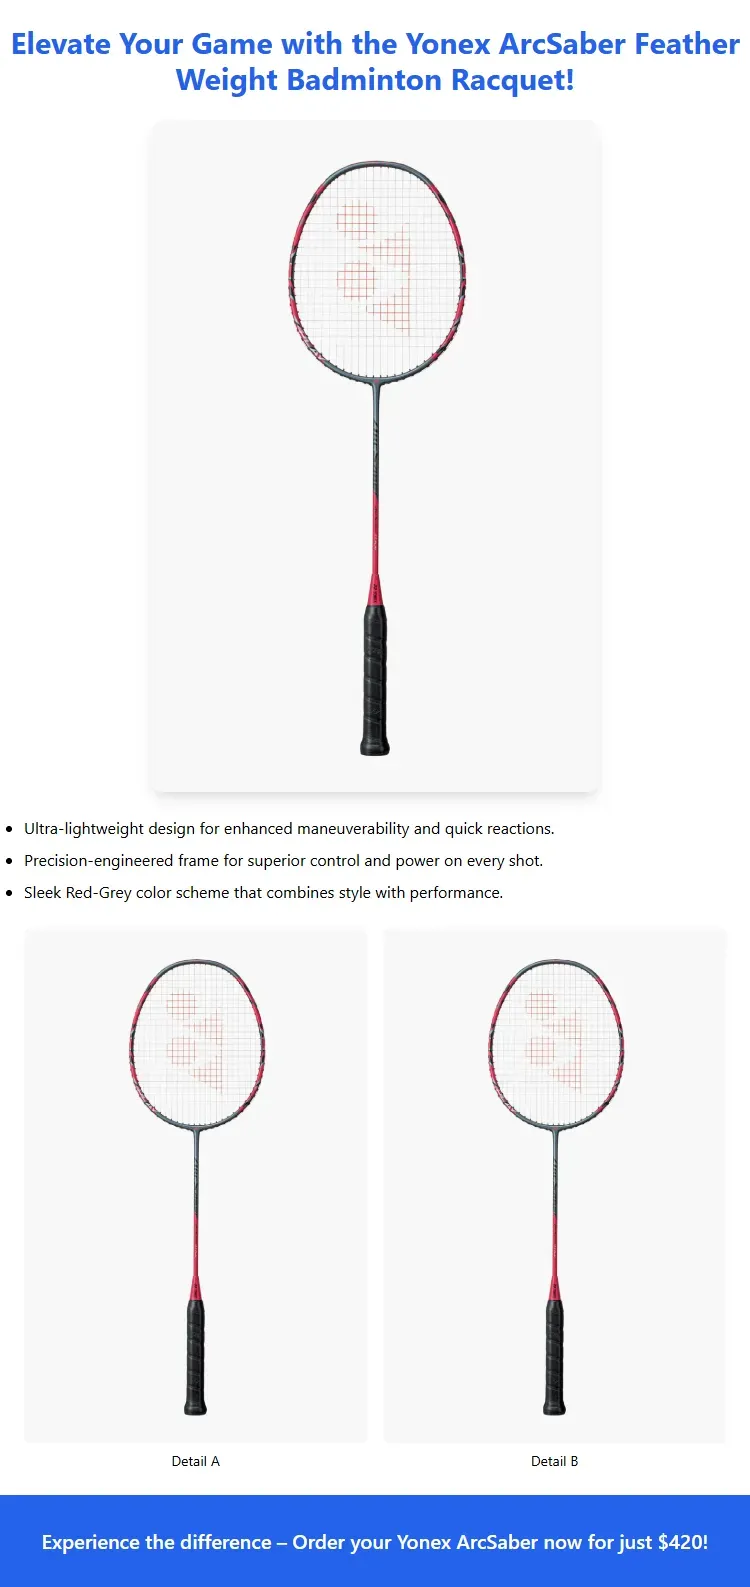 Elevate Your Game with the Yonex ArcSaber Feather
Weight Badminton Racquet!
Ultra-lightweight design for enhanced maneuverability and quick reactions.
Precision-engineered frame for superior control and power on every shot.
Sleek Red-Grey color scheme that combines style with performance.
Detail A
Detail B
Experience the difference – Order your Yonex ArcSaber now for just $420!